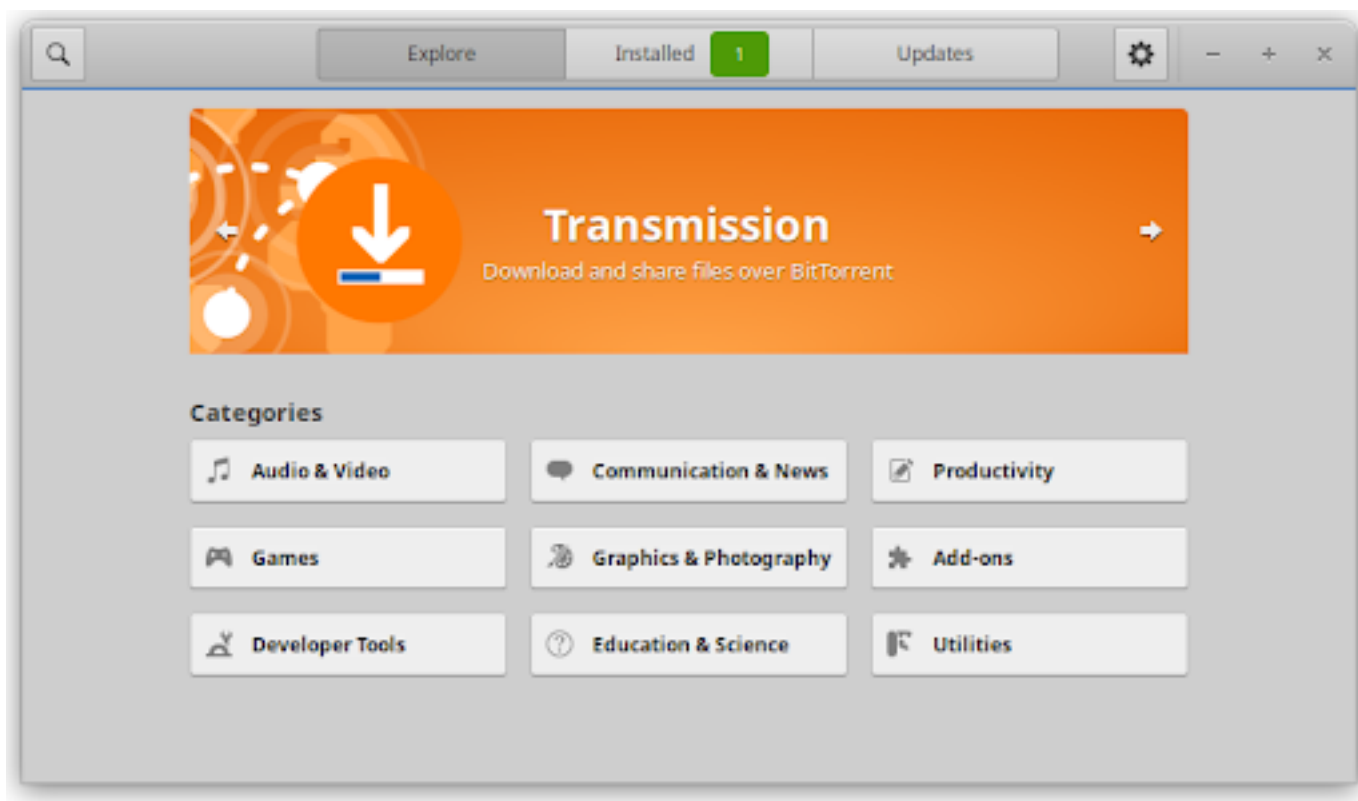 Explore Installed 1 Updates
Transmission
Download and share files over BitTorrent
Categories
Audio & Video Communication & News Productivity
Games Graphics & Photography Add-ons
Developer Tools Education & Science Utilities